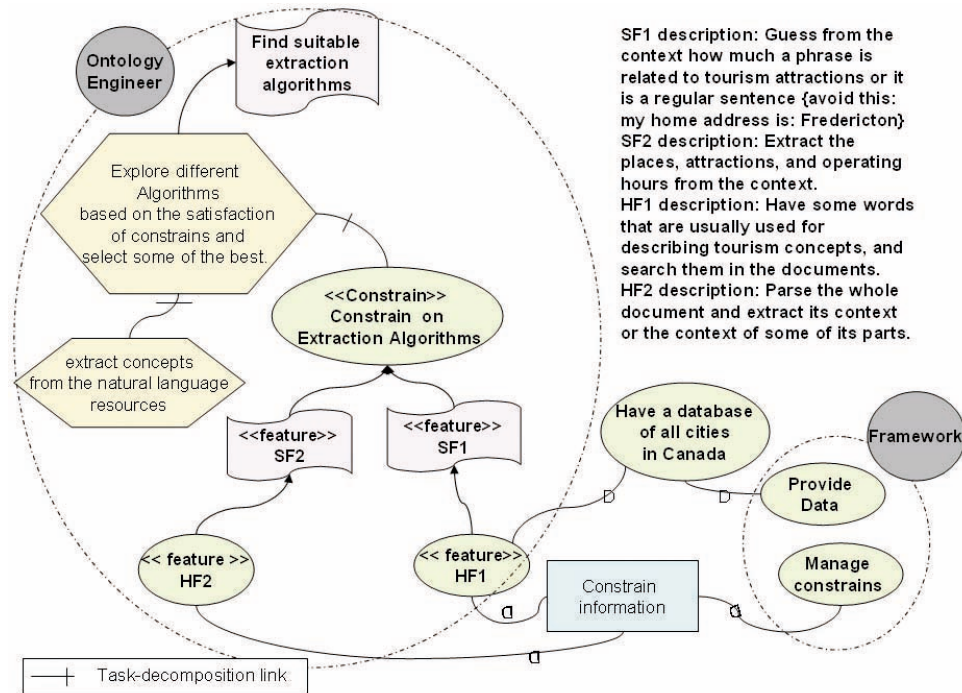 Ontology
Engineer
Find suitable
extraction
algorithms
Explore different
Algorithms
based on the satisfaction
of constrains and
select some of the best.
<<Constrain>>
Constrain on
Extraction Algorithms
extract concepts
from the natural language
resources
<<feature>>
SF2
<<feature>>
SF1
<< feature >>
HF2
<< feature>>
HF1
Have a database
of all cities
in Canada
Framework
Provide
Data
Manage
constrains
Constrain
information
D
D
D
D
D
Task-decomposition link
SF1 description: Guess from the
context how much a phrase is
related to tourism attractions or it
is a regular sentence {avoid this:
my home address is: Fredericton}
SF2 description: Extract the
places, attractions, and operating
hours from the context.
HF1 description: Have some words
that are usually used for
describing tourism concepts, and
search them in the documents.
HF2 description: Parse the whole
document and extract its context
or the context of some of its parts.